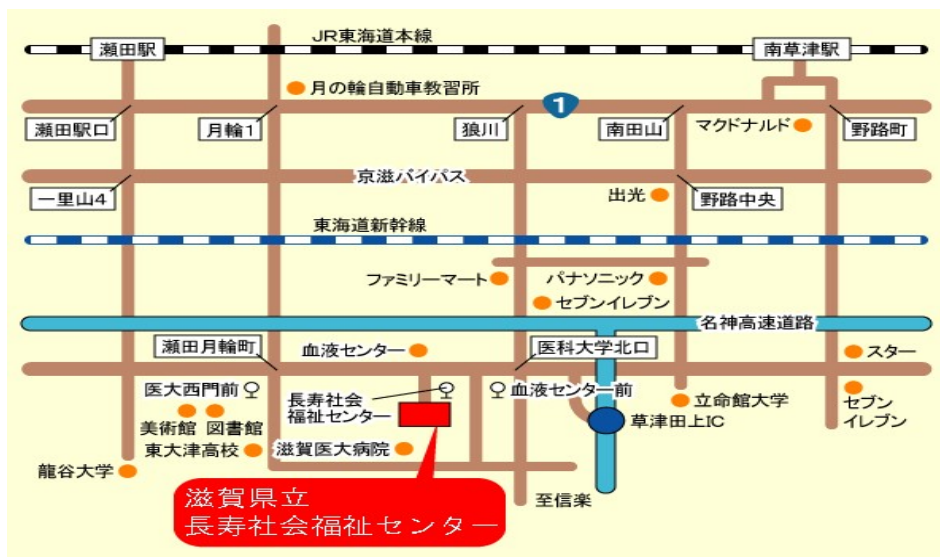 JR東海道本線
瀬田駅
南草津駅
月の輪自動車教習所
1
瀬田駅口
月輪1
狼川
南田山
マクドナルド
野路町
京滋バイパス
一里山4
出光
野路中央
東海道新幹線
ファミリーマート
パナソニック
セブンイレブン
名神高速道路
瀬田月輪町
血液センター
医科大学北口
スター
医大西門前
長寿社会
福祉センター
血液センター前
立命館大学
セブン
イレブン
美術館
図書館
草津田上IC
東大津高校
滋賀医大病院
龍谷大学
至信楽
滋賀県立
長寿社会福祉センター